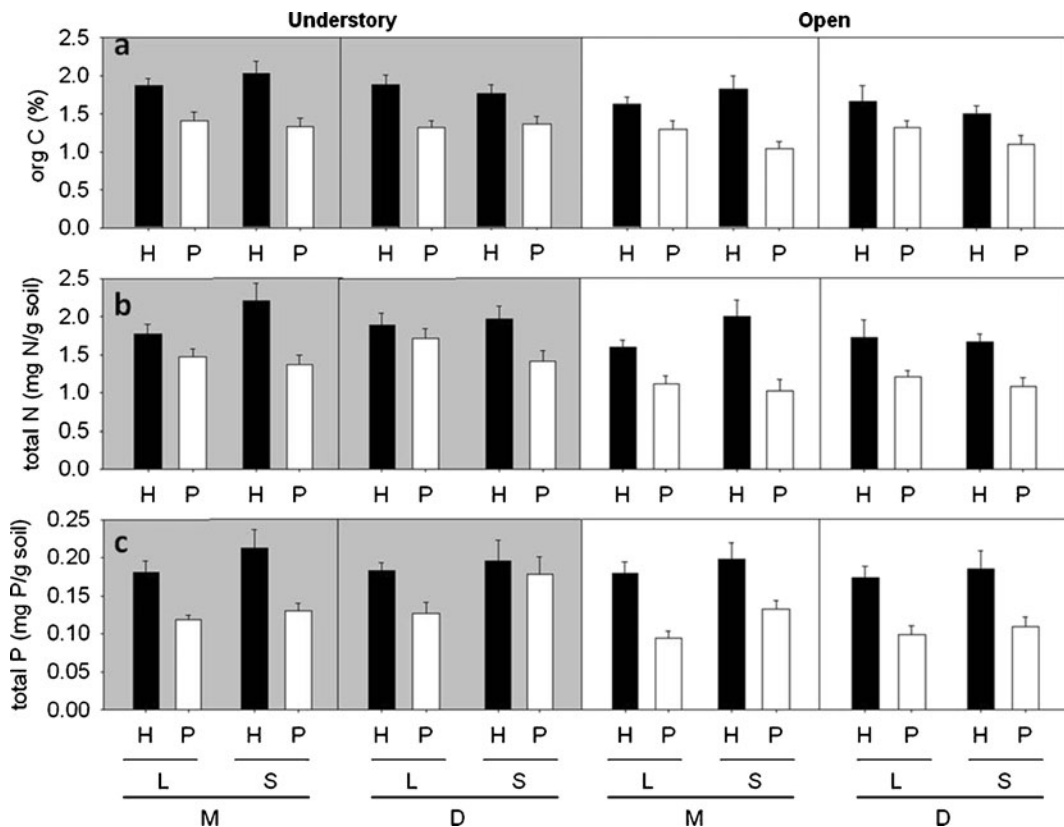 Understory Open
a
org C (%)
2.5
2.0
1.5
1.0
0.5
0.0
H P H P H P H P H P H P H P H P
b
total N (mg N/g soil)
2.5
2.0
1.5
1.0
0.5
0.0
H P H P H P H P H P H P H P H P
c
total P (mg P/g soil)
0.25
0.20
0.15
0.10
0.05
0.00
H P H P H P H P H P H P H P H P
L S L S L S L S
M D M D